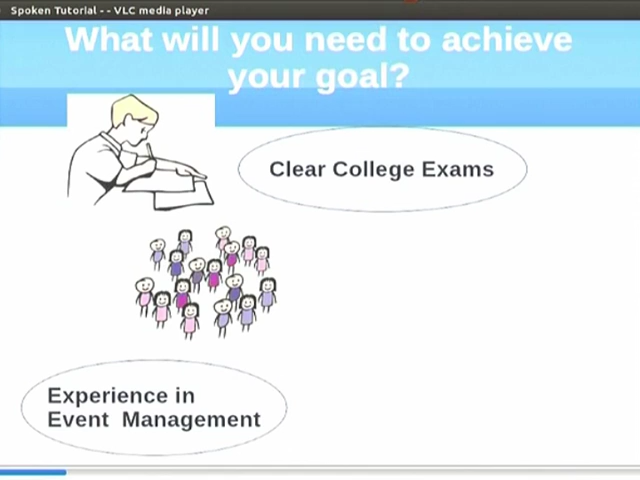 Spoken Tutorial - - VLC media player
What will you need to achieve
your goal?
Clear College Exams
Experience in
Event  Management